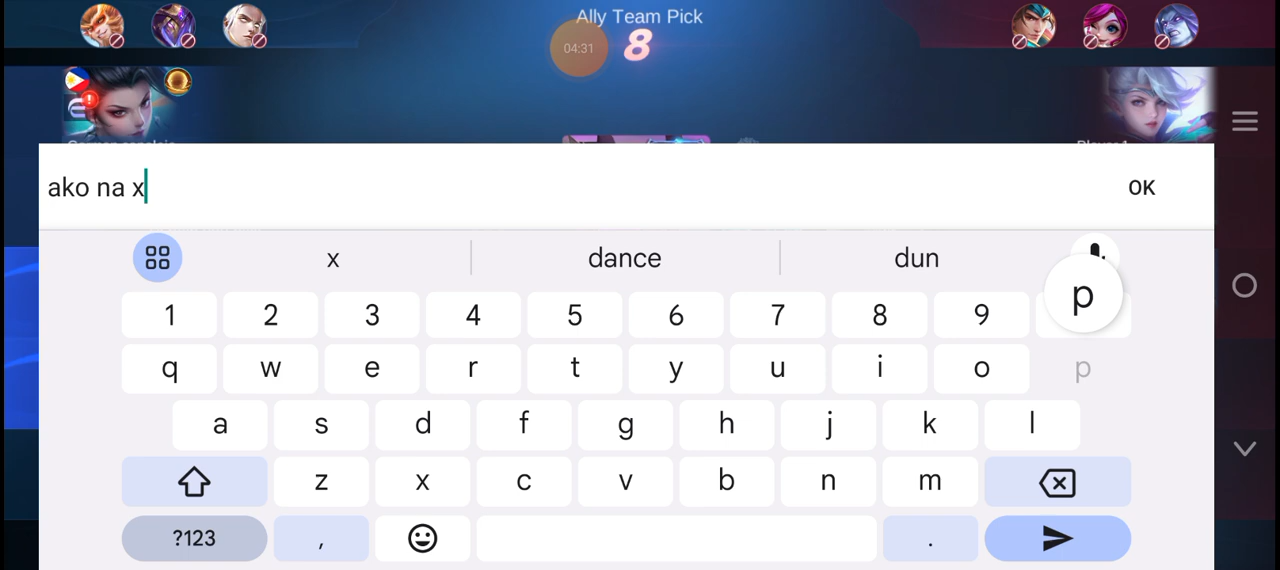 Ally Team Pick
04:31
8
ako na x
OK
x dance dun
p
1 2 3 4 5 6 7 8 9
q w e r t y u i o p
a s d f g h j k l
z x c v b n m
?123 , .